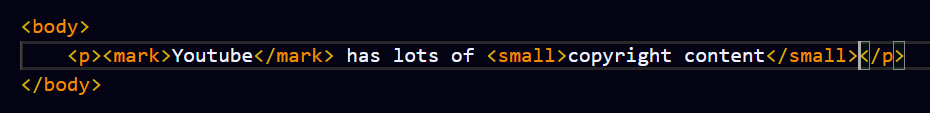 <body>
<p><mark>Youtube</mark> has lots of <small>copyright content</small></p>
</body>